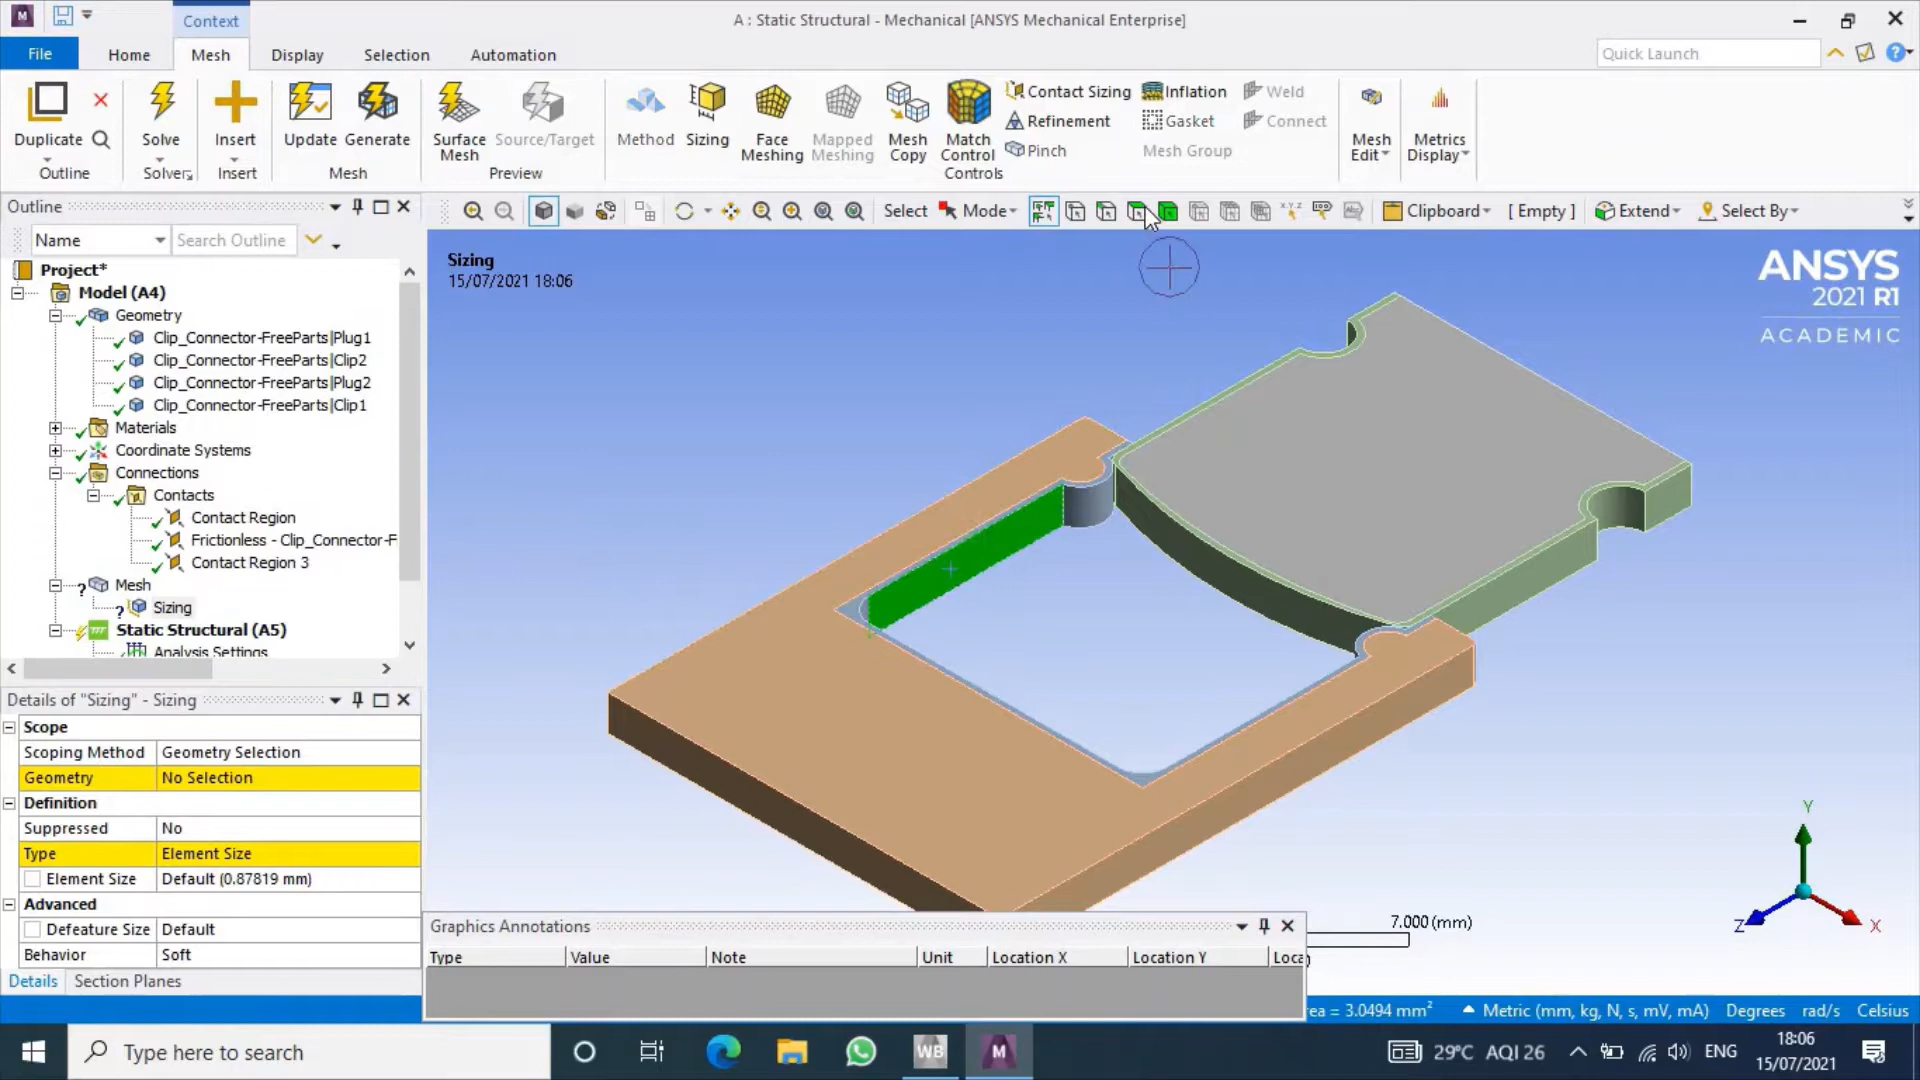 Context
A : Static Structural - Mechanical [ANSYS Mechanical Enterprise]
File
Home
Mesh
Display
Selection
Automation
Quick Launch
Duplicate
Outline
Solve
Solver
Insert
Insert
Update
Generate
Mesh
Surface
Mesh
Source/Target
Preview
Method
Sizing
Face
Meshing
Mapped
Meshing
Mesh
Copy
Match
Control
Contact Sizing
Refinement
Pinch
Inflation
Gasket
Mesh Group
Weld
Connect
Controls
Mesh
Edit
Metrics
Display
Outline
Select
Mode
Clipboard
[ Empty ]
Extend
Select By
Name
Search Outline
Project*
Model (A4)
Geometry
Clip_Connector-FreeParts|Plug1
Clip_Connector-FreeParts|Clip2
Clip_Connector-FreeParts|Plug2
Clip_Connector-FreeParts|Clip1
Materials
Coordinate Systems
Connections
Contacts
Contact Region
Frictionless - Clip_Connector-F
Contact Region 3
Mesh
Sizing
Static Structural (A5)
Analysis Settings
Sizing
15/07/2021 18:06
ANSYS
2021 R1
ACADEMIC
Details of "Sizing" - Sizing
Scope
Scoping Method Geometry Selection
Geometry No Selection
Definition
Suppressed No
Type Element Size
Element Size Default (0.87819 mm)
Advanced
Defeature Size Default
Behavior Soft
Details
Section Planes
7.000 (mm)
Y
Z
X
Graphics Annotations
Type Value Note Unit Location X Location Y Loca
rea = 3.0494 mm²
Metric (mm, kg, N, s, mV, mA) Degrees rad/s Celsius
Type here to search
WB
M
29°C AQI 26
ENG
18:06
15/07/2021